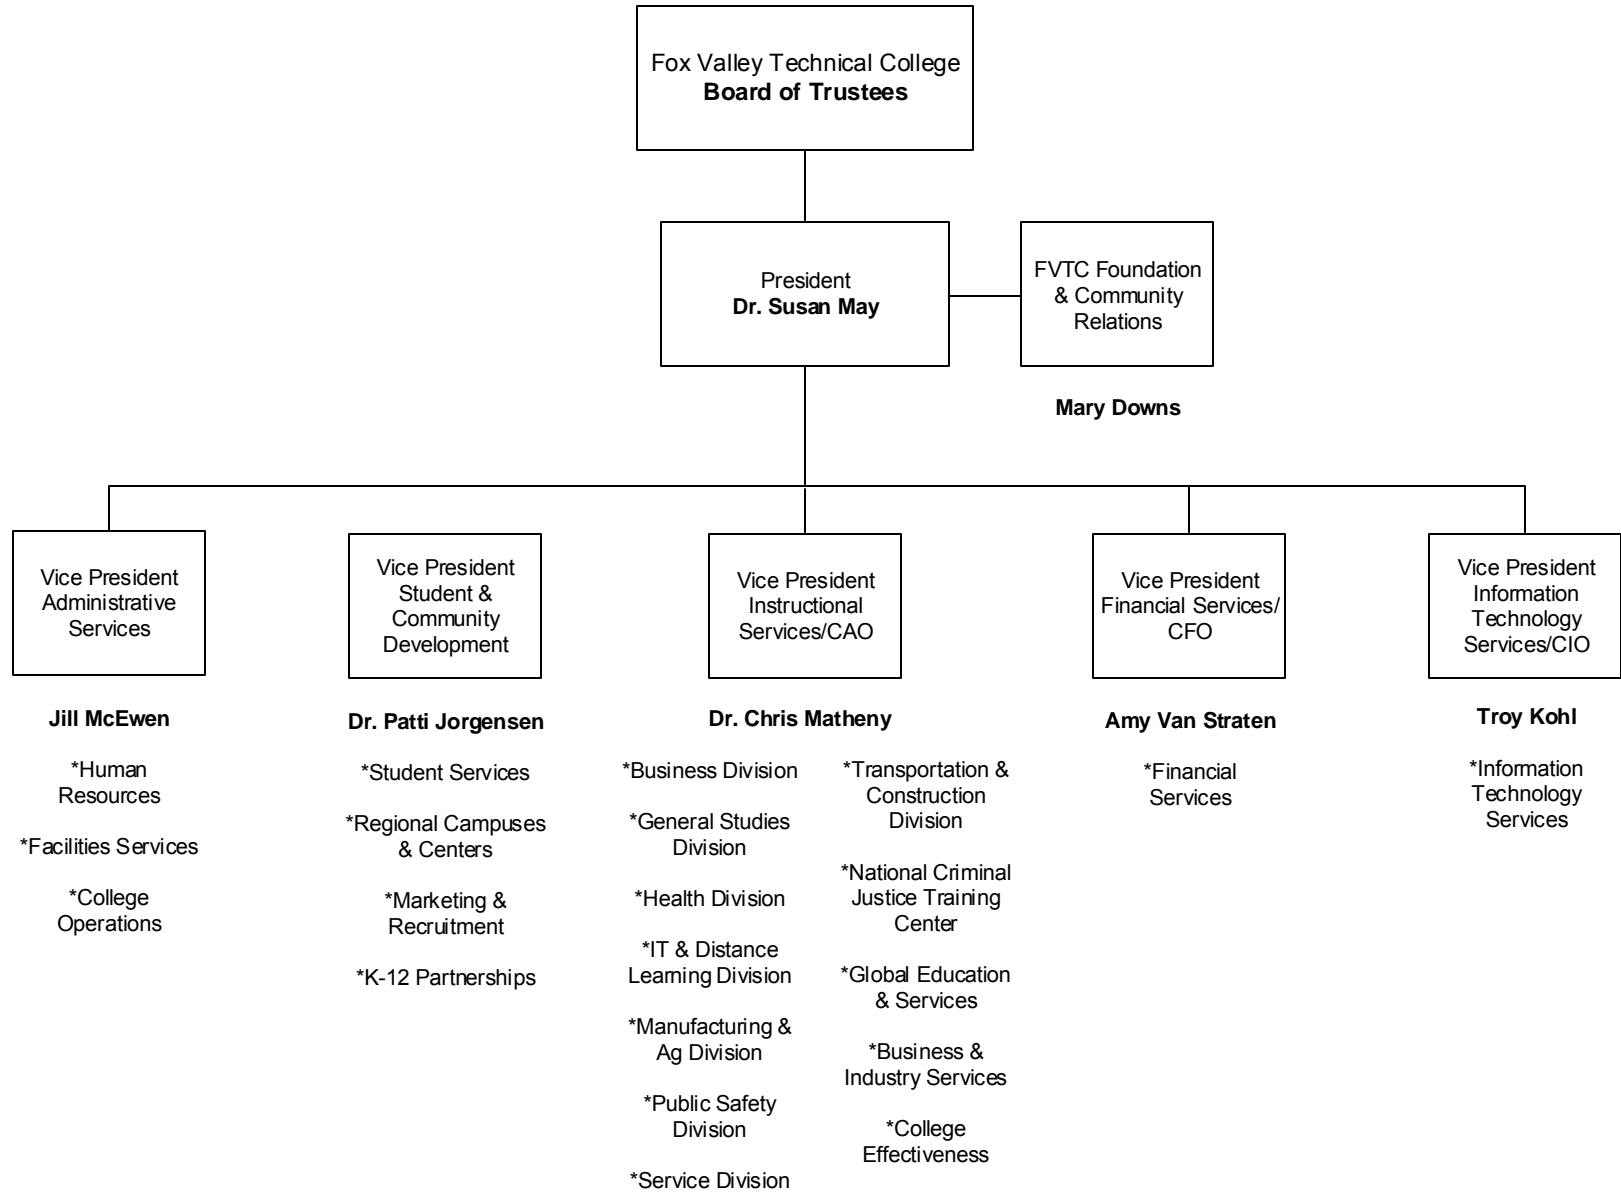 Fox Valley Technical College
Board of Trustees
President
Dr. Susan May
FVTC Foundation
& Community
Relations
Mary Downs
Vice President
Administrative
Services
Jill McEwen
*Human
Resources
*Facilities Services
*College
Operations
Vice President
Student &
Community
Development
Dr. Patti Jorgensen
*Student Services
*Regional Campuses
& Centers
*Marketing &
Recruitment
*K-12 Partnerships
Vice President
Instructional
Services/CAO
Dr. Chris Matheny
*Business Division
*General Studies
Division
*Health Division
*IT & Distance
Learning Division
*Manufacturing &
Ag Division
*Public Safety
Division
*Service Division
*Transportation &
Construction
Division
*National Criminal
Justice Training
Center
*Global Education
& Services
*Business &
Industry Services
*College
Effectiveness
Vice President
Financial Services/
CFO
Amy Van Straten
*Financial
Services
Vice President
Information
Technology
Services/CIO
Troy Kohl
*Information
Technology
Services